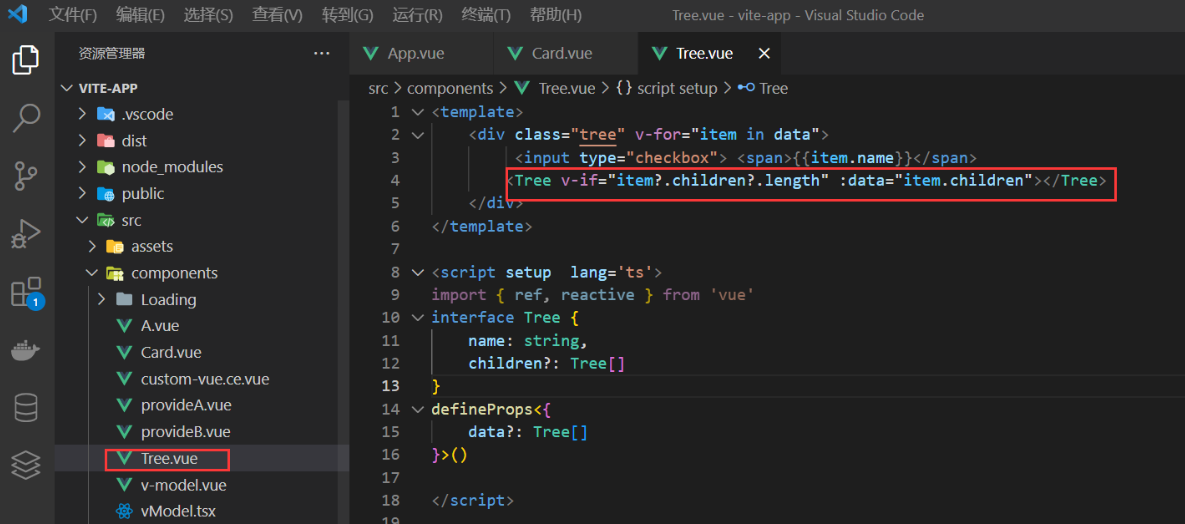 文件(F) 编辑(E) 选择(S) 查看(V) 转到(G) 运行(R) 终端(T) 帮助(H) Tree.vue - vite-app - Visual Studio Code
资源管理器 ···
App.vue Card.vue Tree.vue ×
src > components > Tree.vue > {} script setup > Tree
VITE-APP
.vscode
dist
node_modules
public
src
assets
components
Loading
A.vue
Card.vue
custom-vue.ce.vue
provideA.vue
provideB.vue
Tree.vue
v-model.vue
vModel.tsx
1
1 <template>
2 <div class="tree" v-for="item in data">
3 <input type="checkbox"> <span>{{item.name}}</span>
4 <Tree v-if="item?.children?.length" :data="item.children"></Tree>
5 </div>
6 </template>
7
8 <script setup  lang='ts'>
9 import { ref, reactive } from 'vue'
10 interface Tree {
11 name: string,
12 children?: Tree[]
13 }
14 defineProps<{
15 data?: Tree[]
16 }>()
17
18 </script>
19